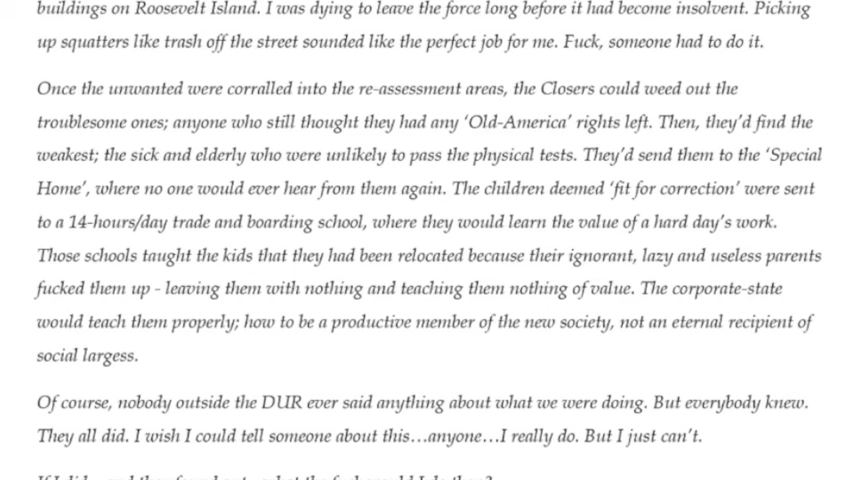 buildings on Roosevelt Island. I was dying to leave the force long before it had become insolvent. Picking
up squatters like trash off the street sounded like the perfect job for me. Fuck, someone had to do it.
Once the unwanted were corralled into the re-assessment areas, the Closers could weed out the
troublesome ones; anyone who still thought they had any ‘Old-America’ rights left. Then, they’d find the
weakest; the sick and elderly who were unlikely to pass the physical tests. They’d send them to the ‘Special
Home’, where no one would ever hear from them again. The children deemed ‘fit for correction’ were sent
to a 14-hours/day trade and boarding school, where they would learn the value of a hard day’s work.
Those schools taught the kids that they had been relocated because their ignorant, lazy and useless parents
fucked them up - leaving them with nothing and teaching them nothing of value. The corporate-state
would teach them properly; how to be a productive member of the new society, not an eternal recipient of
social largess.
Of course, nobody outside the DUR ever said anything about what we were doing. But everybody knew.
They all did. I wish I could tell someone about this…anyone…I really do. But I just can’t.